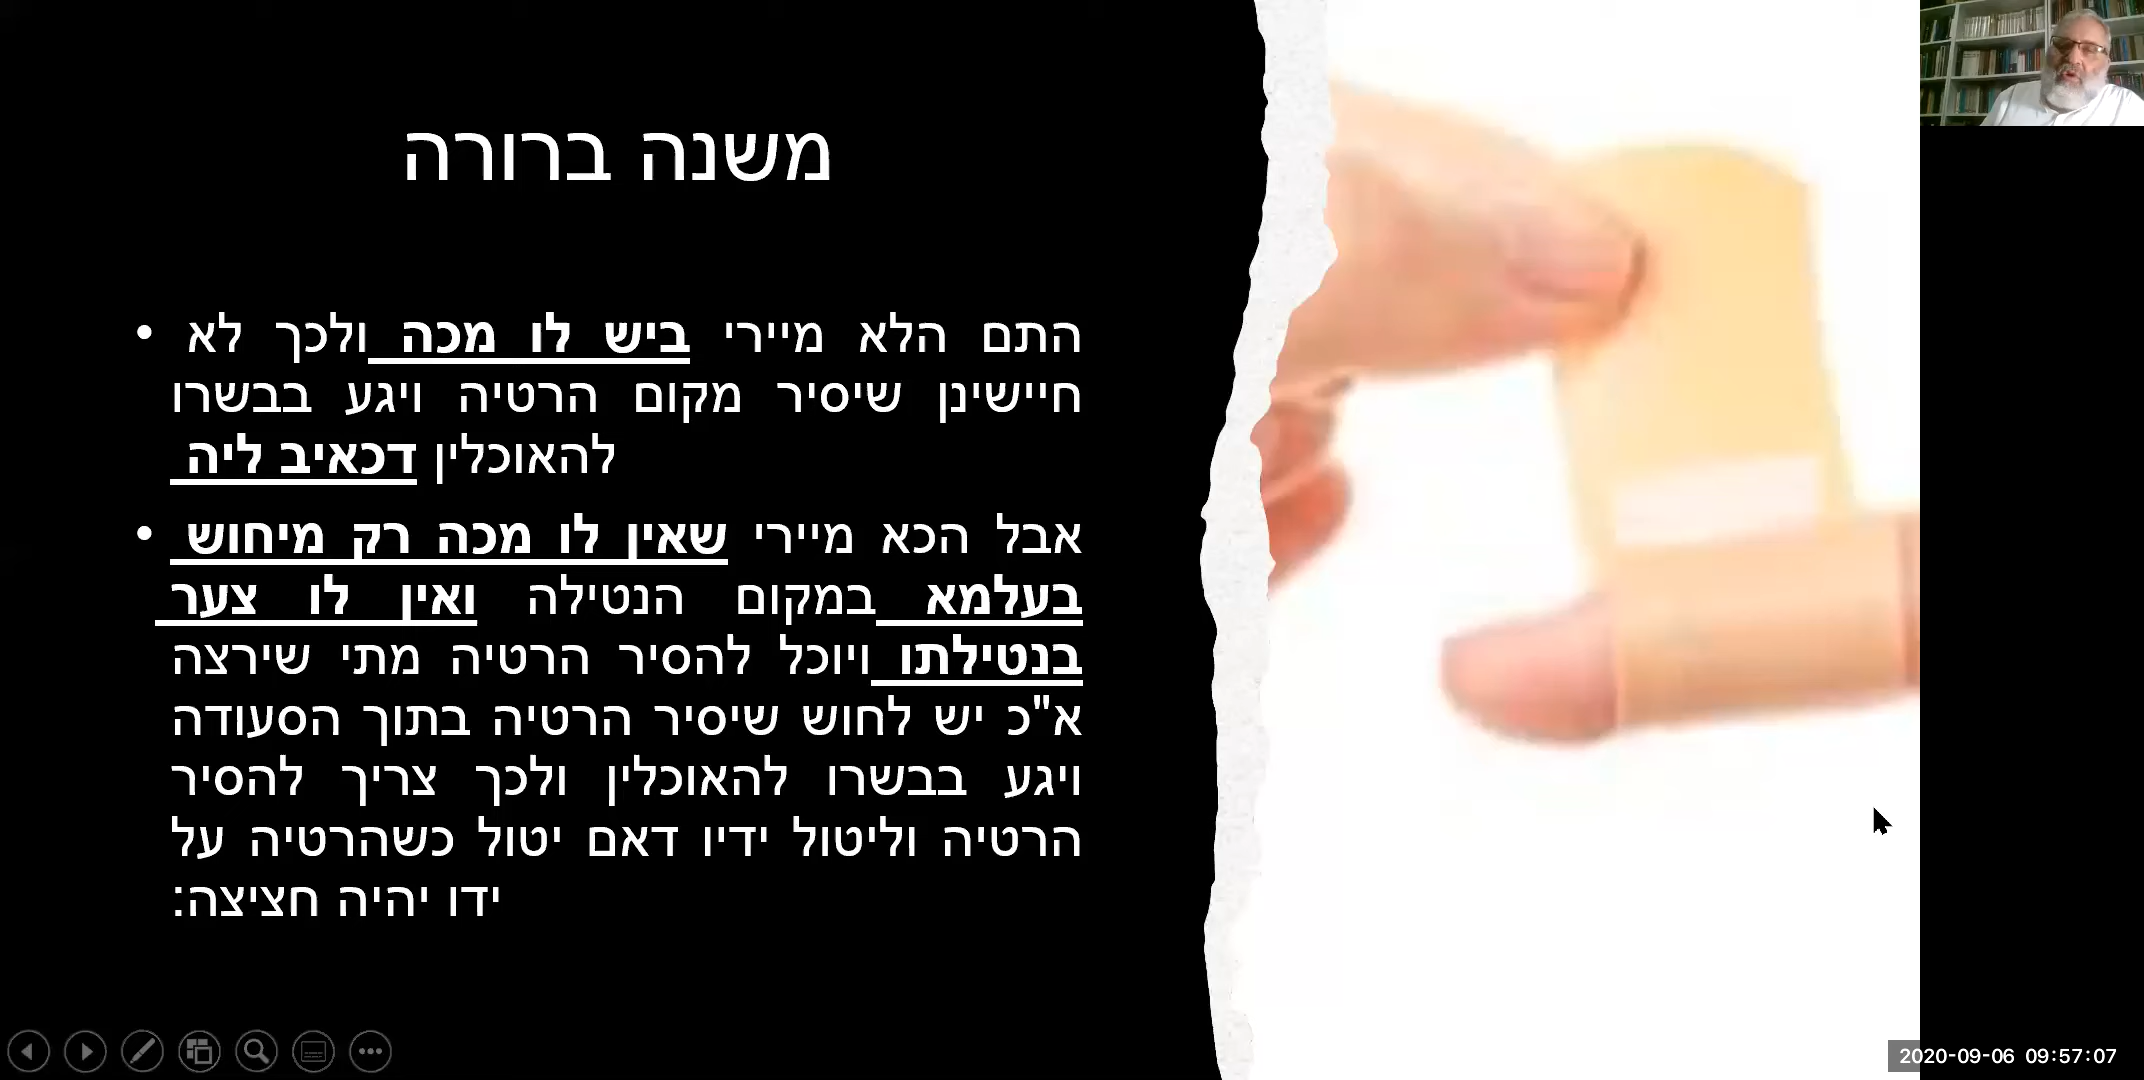 משנה ברורה
• התם הלא מיירי ביש לו מכה ולכך לא
חיישינן שיסיר מקום הרטיה ויגע בבשרו
להאוכלין דכאיב ליה
• אבל הכא מיירי שאין לו מכה רק מיחוש
בעלמא במקום הנטילה ואין לו צער
בנטילתו ויוכל להסיר הרטיה מתי שירצה
א"כ יש לחוש שיסיר הרטיה בתוך הסעודה
ויגע בבשרו להאוכלין ולכך צריך להסיר
הרטיה וליטול ידיו דאם יטול כשהרטיה על
ידו יהיה חציצה:
2020-09-06 09:57:07